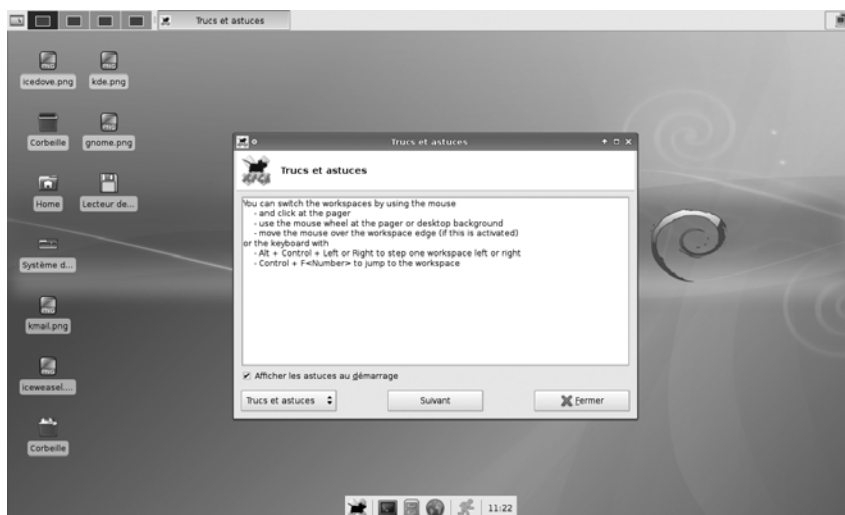 Trucs et astuces
icedove.png
kde.png
Corbeille
gnome.png
Home
Lecteur de...
Système d...
kmail.png
iceweasel....
Corbeille
Trucs et astuces
Trucs et astuces
You can switch the workspaces by using the mouse
- and click at the pager
- use the mouse wheel at the pager or desktop background
- move the mouse over the workspace edge (if this is activated)
or the keyboard with
- Alt + Control + Left or Right to step one workspace left or right
- Control + F<Number> to jump to the workspace
Afficher les astuces au démarrage
Trucs et astuces
Suivant
Fermer
11:22